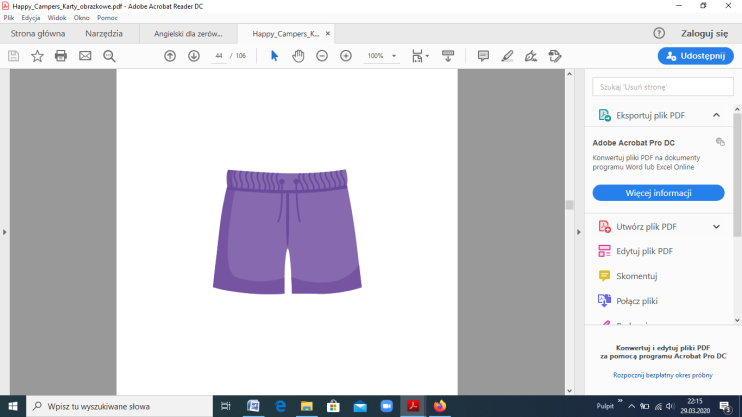 Happy_Campers_Karty_obrazkowe.pdf - Adobe Acrobat Reader DC
Plik Edycja Widok Okno Pomoc
Strona główna Narzędzia Angielski dla zerów... Happy_Campers_K... × Zaloguj się
44 / 106 100% Udostępnij
Szukaj 'Usuń stronę'
Eksportuj plik PDF
Adobe Acrobat Pro DC
Konwertuj pliki PDF na dokumenty
programu Word lub Excel Online
Więcej informacji
Utwórz plik PDF
Edytuj plik PDF
Skomentuj
Połącz pliki
Konwertuj i edytuj pliki PDF
za pomocą programu Acrobat Pro DC
Rozpocznij bezpłatny okres próbny
Wpisz tu wyszukiwane słowa
Pulpit » 22:15
29.03.2020